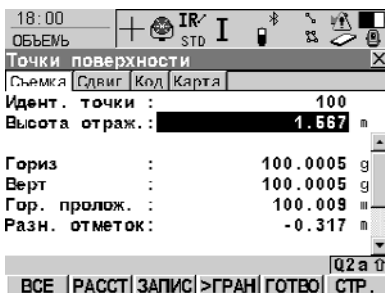 18:00
ОБЪЕМЬ
IR
STD
I
Точки поверхности
Съемка Сдвиг Код Карта
Идент. точки : 100
Высота отраж.: 1.567 m
Гориз : 100.0005 g
Верт : 100.0005 g
Гор. пролож. : 100.009 m
Разн. отметок: -0.317 m
Q2a
ВСЕ РАССТ ЗАПИС >ГРАН ГОТВО СТР.